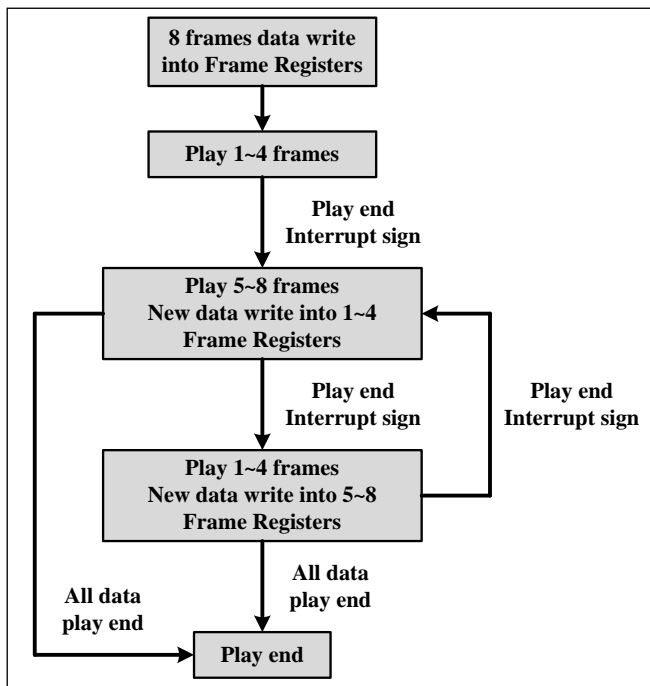 8 frames data write
into Frame Registers
Play 1~4 frames
Play end
Interrupt sign
Play 5~8 frames
New data write into 1~4
Frame Registers
Play end
Interrupt sign
Play end
Interrupt sign
Play 1~4 frames
New data write into 5~8
Frame Registers
All data
play end
All data
play end
Play end